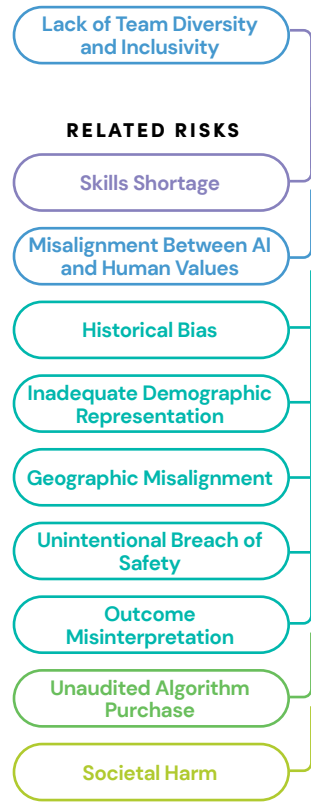 Lack of Team Diversity
and Inclusivity
RELATED RISKS
Skills Shortage
Misalignment Between AI
and Human Values
Historical Bias
Inadequate Demographic
Representation
Geographic Misalignment
Unintentional Breach of
Safety
Outcome
Misinterpretation
Unaudited Algorithm
Purchase
Societal Harm